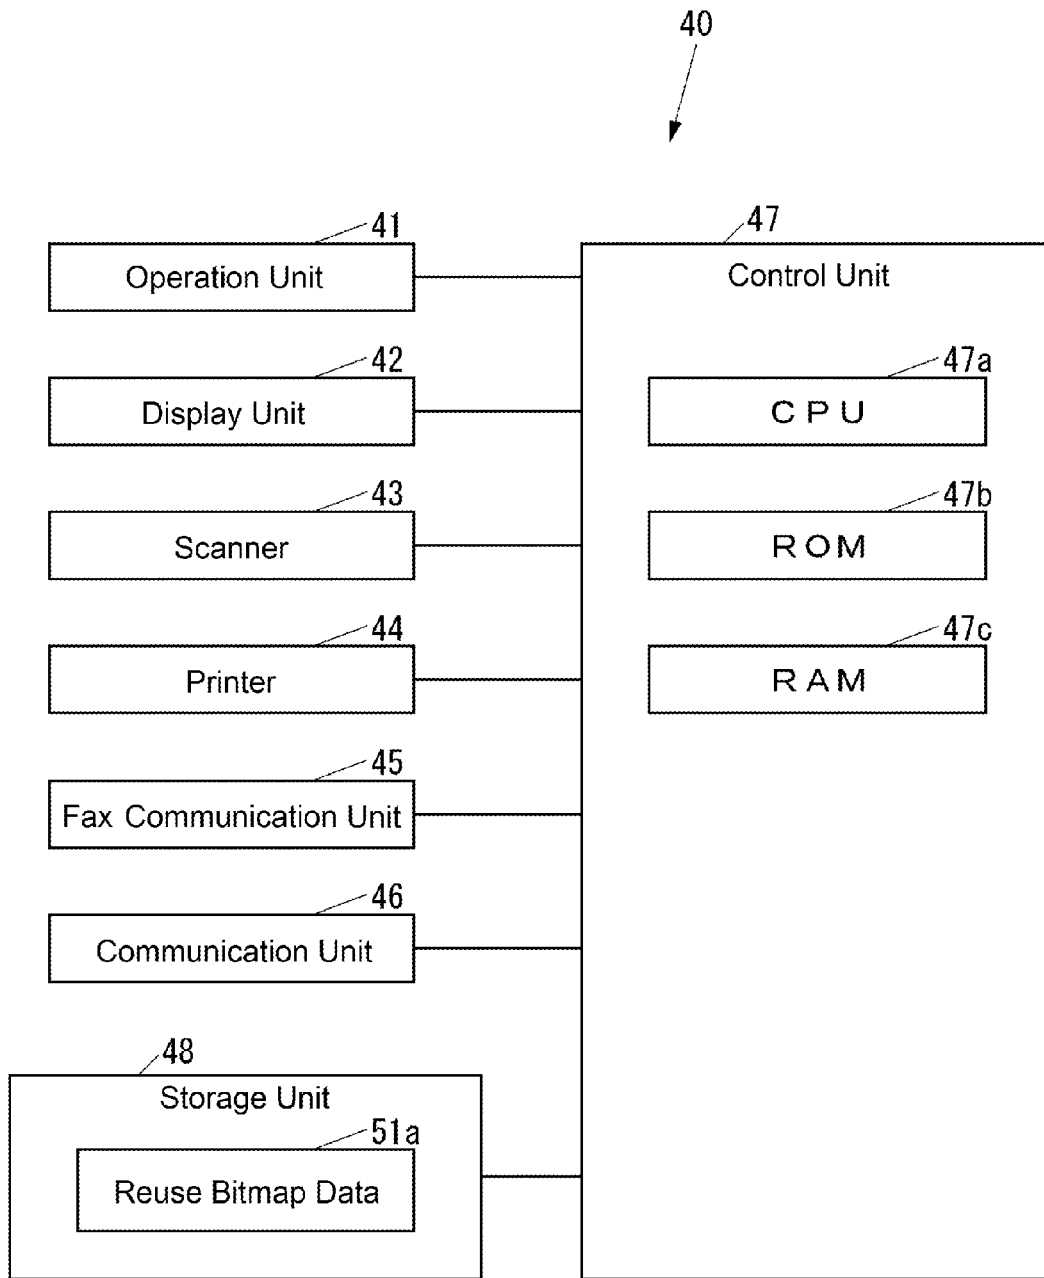 40
41
Operation Unit
42
Display Unit
43
Scanner
44
Printer
45
Fax Communication Unit
46
Communication Unit
48
Storage Unit
51a
Reuse Bitmap Data
47
Control Unit
47a
CPU
47b
ROM
47c
RAM